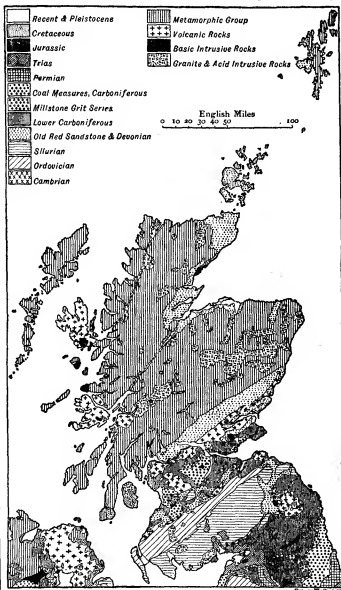 Recent & Pleistocene
Cretaceous
Jurassic
Trias
Permian
Coal Measures, Carboniferous
Millstone Grit Series
Lower Carboniferous
Old Red Sandstone & Devonian
Silurian
Ordovician
Cambrian
Metamorphic Group
Volcanic Rocks
Basic Intrusive Rocks
Granite & Acid Intrusive Rocks
English Miles
0 10 20 30 40 50 100